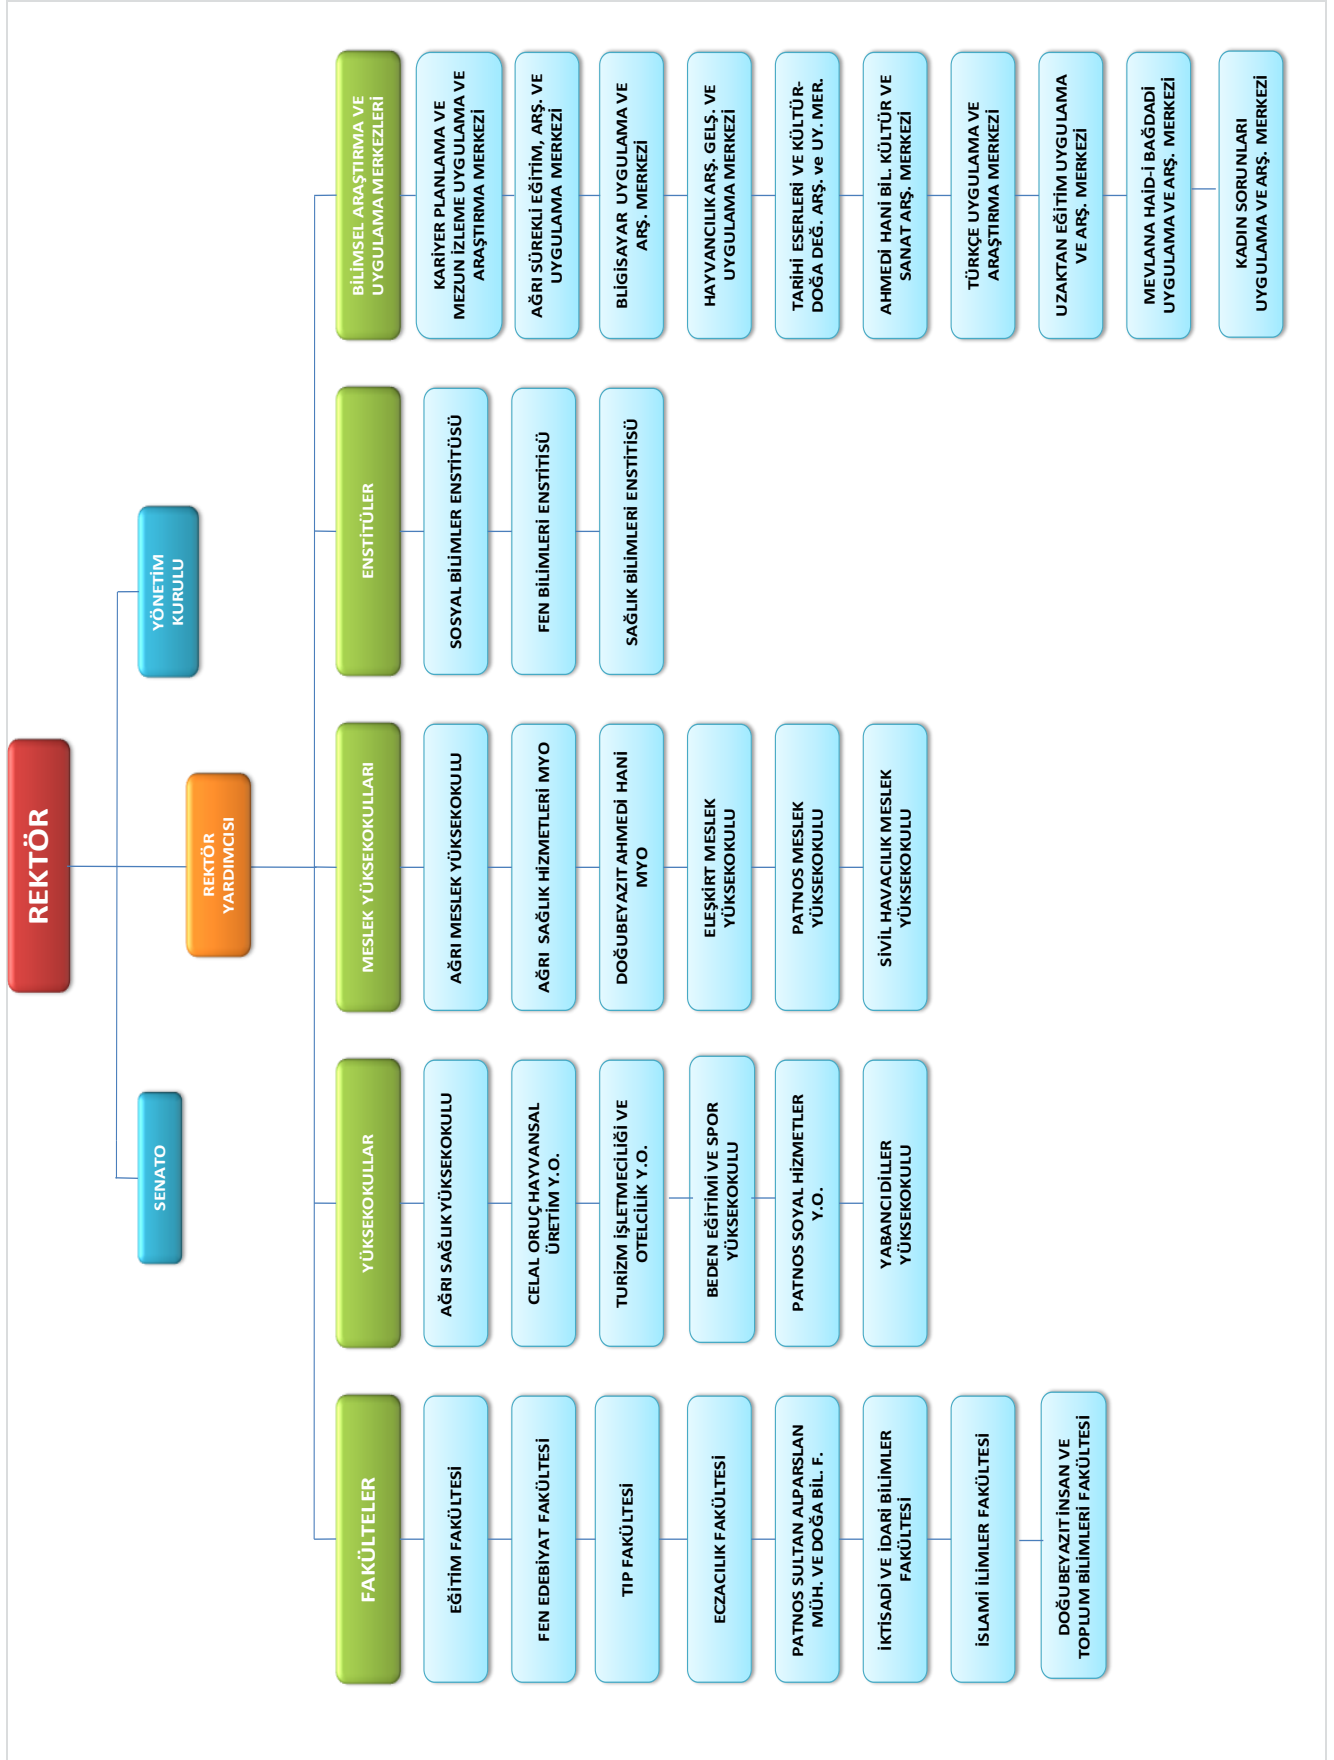 REKTÖR
SENATO
YÖNETİM
KURULU
REKTÖR
YARDIMCISI
FAKÜLTELER
EĞİTİM FAKÜLTESİ
FEN EDEBİYAT FAKÜLTESİ
TIP FAKÜLTESİ
ECZACILIK FAKÜLTESİ
PATNOS SULTAN ALPARSLAN
MÜH. VE DOĞA BİL. F.
İKTİSADİ VE İDARİ BİLİMLER
FAKÜLTESİ
İSLAMİ İLİMLER FAKÜLTESİ
DOĞUBEYAZIT İNSAN VE
TOPLUM BİLİMLERİ FAKÜLTESİ
YÜKSEKOKULLAR
AĞRI SAĞLIK YÜKSEKOKULU
CELAL ORUÇ HAYVANSAL
ÜRETİM Y.O.
TURİZM İŞLETMECİLİĞİ VE
OTELCİLİK Y.O.
BEDEN EĞİTİMİ VE SPOR
YÜKSEKOKULU
PATNOS SOYAL HİZMETLER
Y.O.
YABANCI DİLLER
YÜKSEKOKULU
MESLEK YÜKSEKOKULLARI
AĞRI MESLEK YÜKSEKOKULU
AĞRI SAĞLIK HİZMETLERİ MYO
DOĞUBEYAZIT AHMEDİ HANİ
MYO
ELEŞKİRT MESLEK
YÜKSEKOKULU
PATNOS MESLEK
YÜKSEKOKULU
SİVİL HAVACILIK MESLEK
YÜKSEKOKULU
ENSTİTÜLER
SOSYAL BİLİMLER ENSTİTÜSÜ
FEN BİLİMLERİ ENSTİTİSÜ
SAĞLIK BİLİMLERİ ENSTİTİSÜ
BİLİMSEL ARAŞTIRMA VE
UYGULAMA MERKEZLERİ
KARİYER PLANLAMA VE
MEZUN İZLEME UYGULAMA VE
ARAŞTIRMA MERKEZİ
AĞRI SÜREKLİ EĞİTİM, ARŞ. VE
UYGULAMA MERKEZİ
BLİGİSAYAR UYGULAMA VE
ARŞ. MERKEZİ
HAYVANCILIK ARŞ. GELŞ. VE
UYGULAMA MERKEZİ
TARİHİ ESERLERİ VE KÜLTÜR-
DOĞA DEĞ. ARŞ. ve UY. MER.
AHMEDİ HANİ BİL. KÜLTÜR VE
SANAT ARŞ. MERKEZİ
TÜRKÇE UYGULAMA VE
ARAŞTIRMA MERKEZİ
UZAKTAN EĞİTİM UYGULAMA
VE ARŞ. MERKEZİ
MEVLANA HAİD-İ BAĞDADİ
UYGULAMA VE ARŞ. MERKEZİ
KADIN SORUNLARI
UYGULAMA VE ARŞ. MERKEZİ